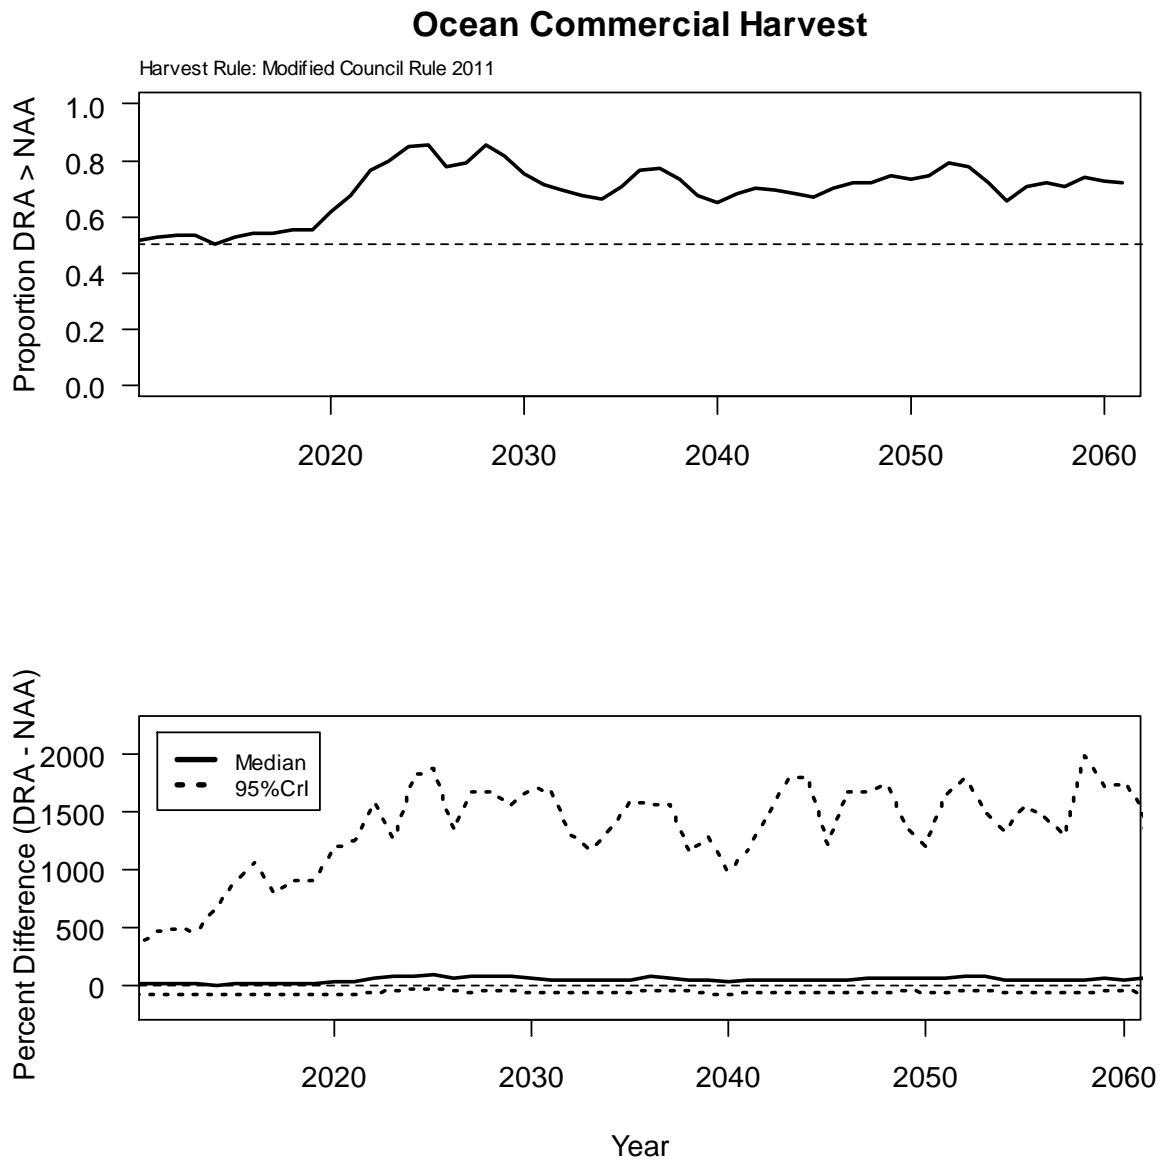 Ocean Commercial Harvest
Harvest Rule: Modified Council Rule 2011
Proportion DRA > NAA
1.0
0.8
0.6
0.4
0.2
0.0
2020 2030 2040 2050 2060
Percent Difference (DRA - NAA)
2000
1500
1000
500
0
Median
95%CrI
2020 2030 2040 2050 2060
Year